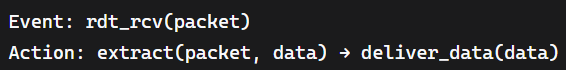 Event: rdt_rcv(packet)
Action: extract(packet, data) → deliver_data(data)